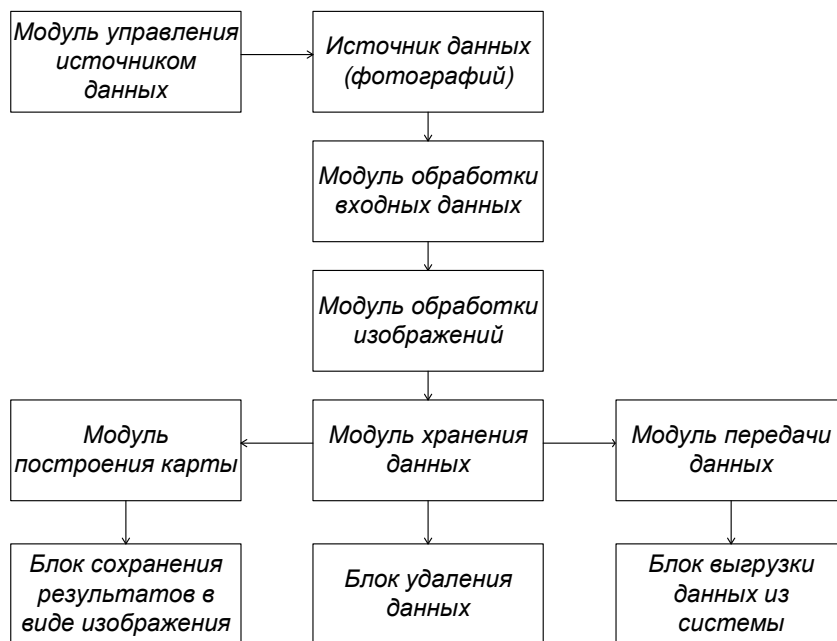 Модуль управления
источником
данных
Источник данных
(фотографий)
Модуль обработки
входных данных
Модуль обработки
изображений
Модуль
построения карты
Модуль хранения
данных
Модуль передачи
данных
Блок сохранения
результатов в
виде изображения
Блок удаления
данных
Блок выгрузки
данных из
системы